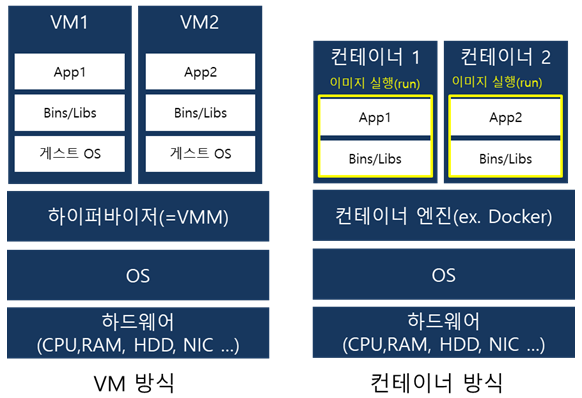 VM1
App1
Bins/Libs
게스트 OS
VM2
App2
Bins/Libs
게스트 OS
하이퍼바이저(=VMM)
OS
하드웨어
(CPU,RAM, HDD, NIC ...)
VM 방식
컨테이너 1
이미지 실행(run)
App1
Bins/Libs
컨테이너 2
이미지 실행(run)
App2
Bins/Libs
컨테이너 엔진(ex. Docker)
OS
하드웨어
(CPU,RAM, HDD, NIC ...)
컨테이너 방식